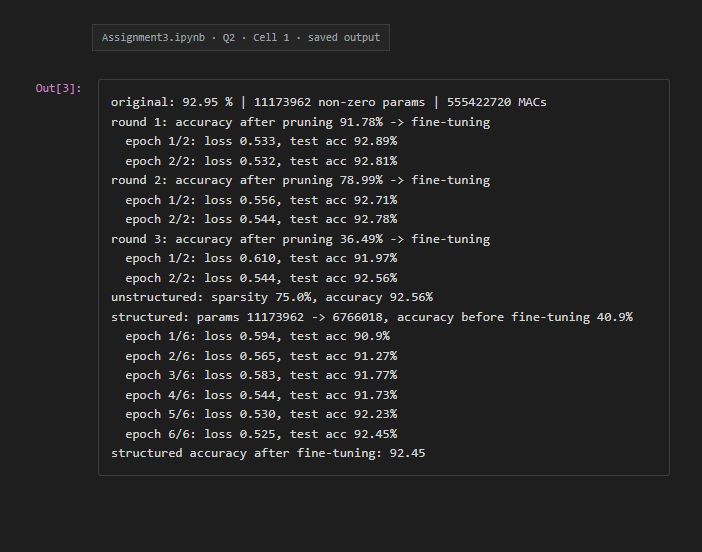 Assignment3.ipynb · Q2 · Cell 1 · saved output
Out[3]:
original: 92.95 % | 11173962 non-zero params | 555422720 MACs
round 1: accuracy after pruning 91.78% -> fine-tuning
epoch 1/2: loss 0.533, test acc 92.89%
epoch 2/2: loss 0.532, test acc 92.81%
round 2: accuracy after pruning 78.99% -> fine-tuning
epoch 1/2: loss 0.556, test acc 92.71%
epoch 2/2: loss 0.544, test acc 92.78%
round 3: accuracy after pruning 36.49% -> fine-tuning
epoch 1/2: loss 0.610, test acc 91.97%
epoch 2/2: loss 0.544, test acc 92.56%
unstructured: sparsity 75.0%, accuracy 92.56%
structured: params 11173962 -> 6766018, accuracy before fine-tuning 40.9%
epoch 1/6: loss 0.594, test acc 90.9%
epoch 2/6: loss 0.565, test acc 91.27%
epoch 3/6: loss 0.583, test acc 91.77%
epoch 4/6: loss 0.544, test acc 91.73%
epoch 5/6: loss 0.530, test acc 92.23%
epoch 6/6: loss 0.525, test acc 92.45%
structured accuracy after fine-tuning: 92.45